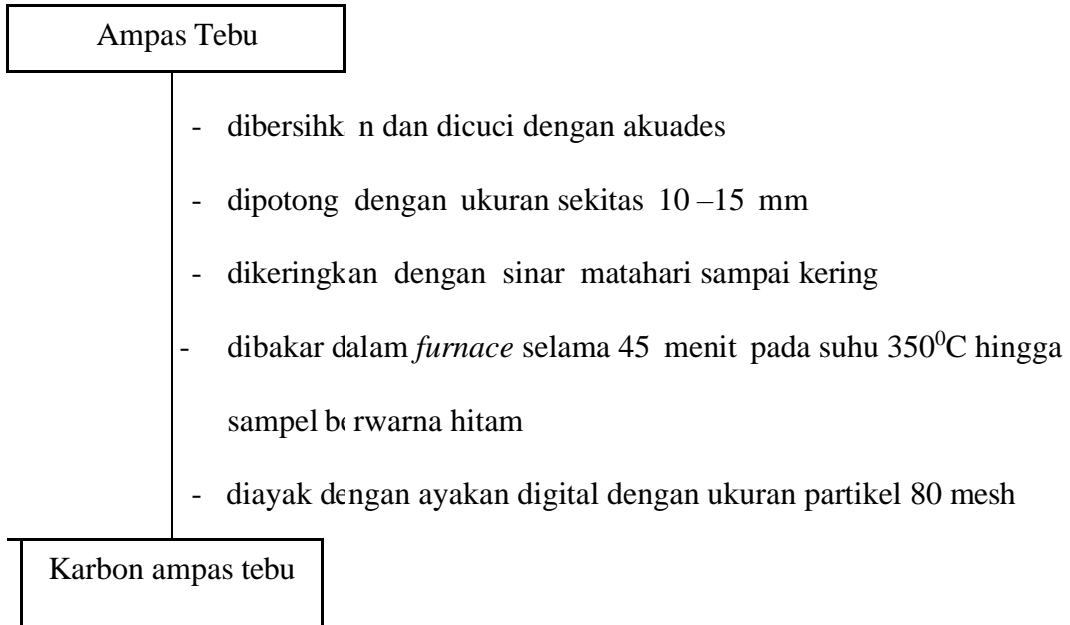 Ampas Tebu
- dibersihk n dan dicuci dengan akuades
- dipotong dengan ukuran sekitas 10 –15 mm
- dikeringkan dengan sinar matahari sampai kering
- dibakar dalam furnace selama 45 menit pada suhu 350⁰C hingga
sampel berwarna hitam
- diayak dengan ayakan digital dengan ukuran partikel 80 mesh
Karbon ampas tebu